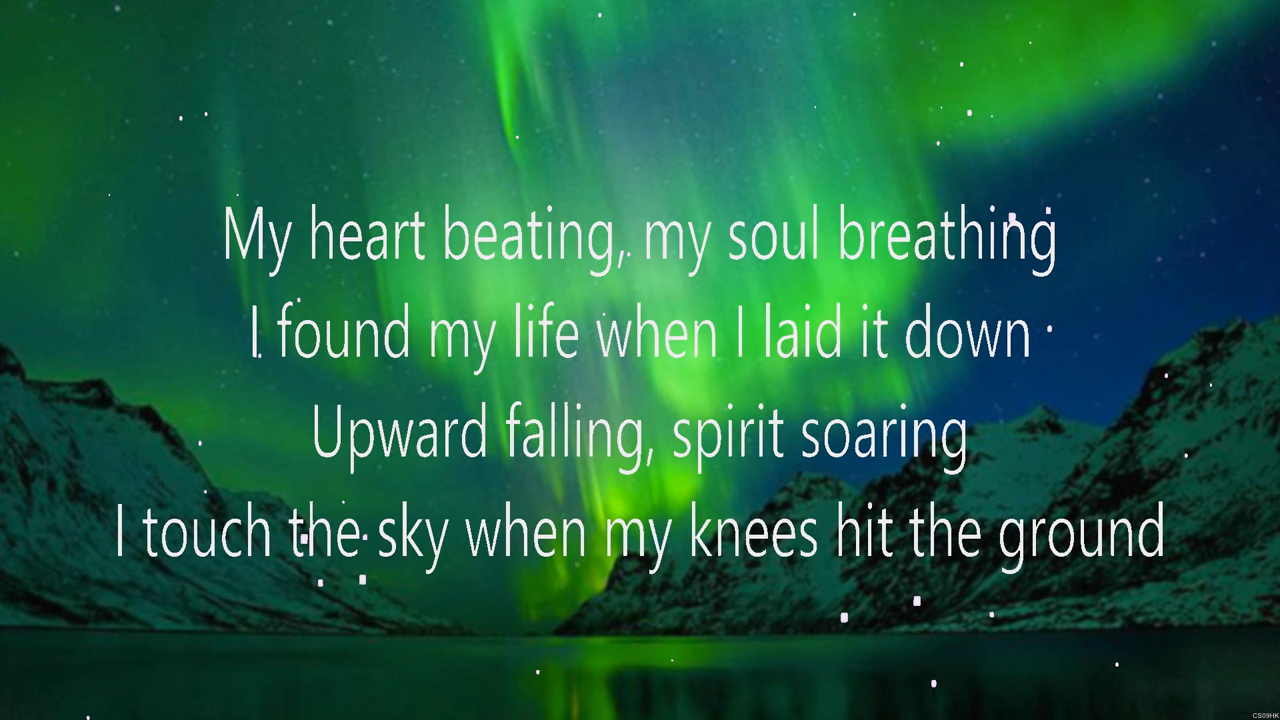 My heart beating, my soul breathing
I found my life when I laid it down
Upward falling, spirit soaring
I touch the sky when my knees hit the ground
CS09HK